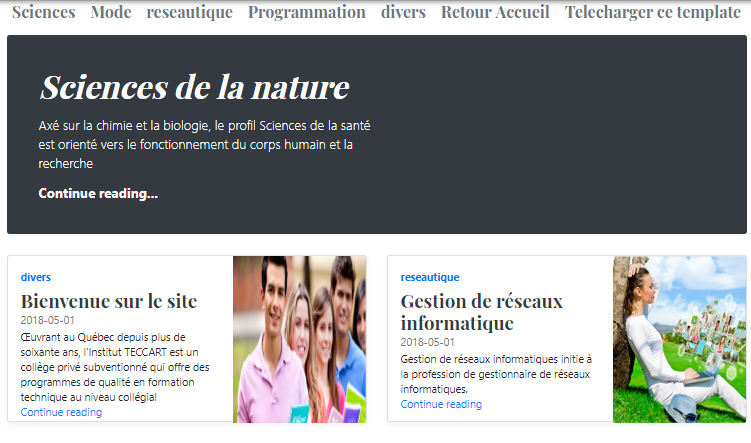 Sciences Mode reseautique Programmation divers Retour Accueil Telecharger ce template
Sciences de la nature
Axé sur la chimie et la biologie, le profil Sciences de la santé
est orienté vers le fonctionnement du corps humain et la
recherche
Continue reading...
divers
Bienvenue sur le site
2018-05-01
Œuvrant au Québec depuis plus de
soixante ans, l'Institut TECCART est un
collège privé subventionné qui offre des
programmes de qualité en formation
technique au niveau collégial
Continue reading
reseautique
Gestion de réseaux
informatique
2018-05-01
Gestion de réseaux informatiques initie à
la profession de gestionnaire de réseaux
informatiques.
Continue reading